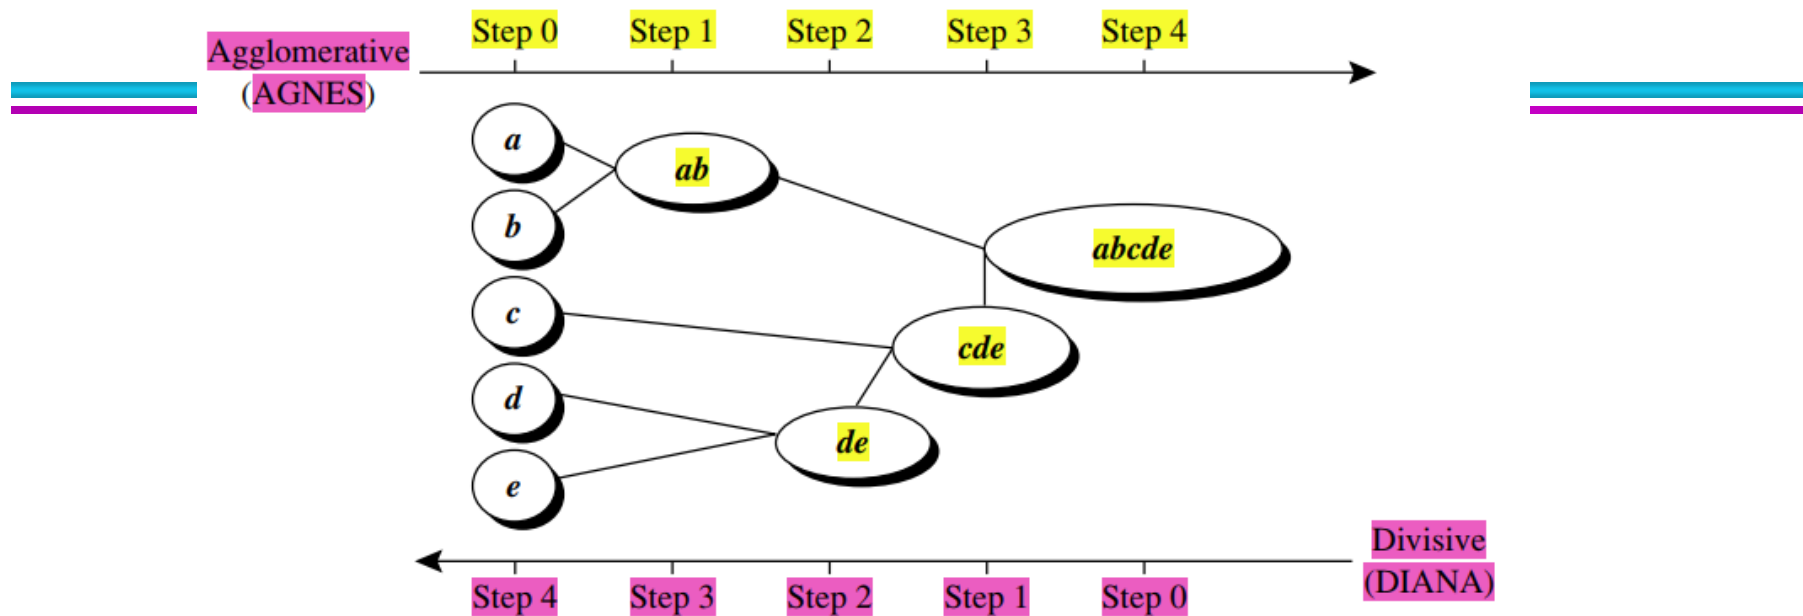 Step 0 Step 1 Step 2 Step 3 Step 4
Agglomerative
(AGNES)
a
ab
b
abcde
c
cde
d
de
e
Divisive
(DIANA)
Step 4 Step 3 Step 2 Step 1 Step 0